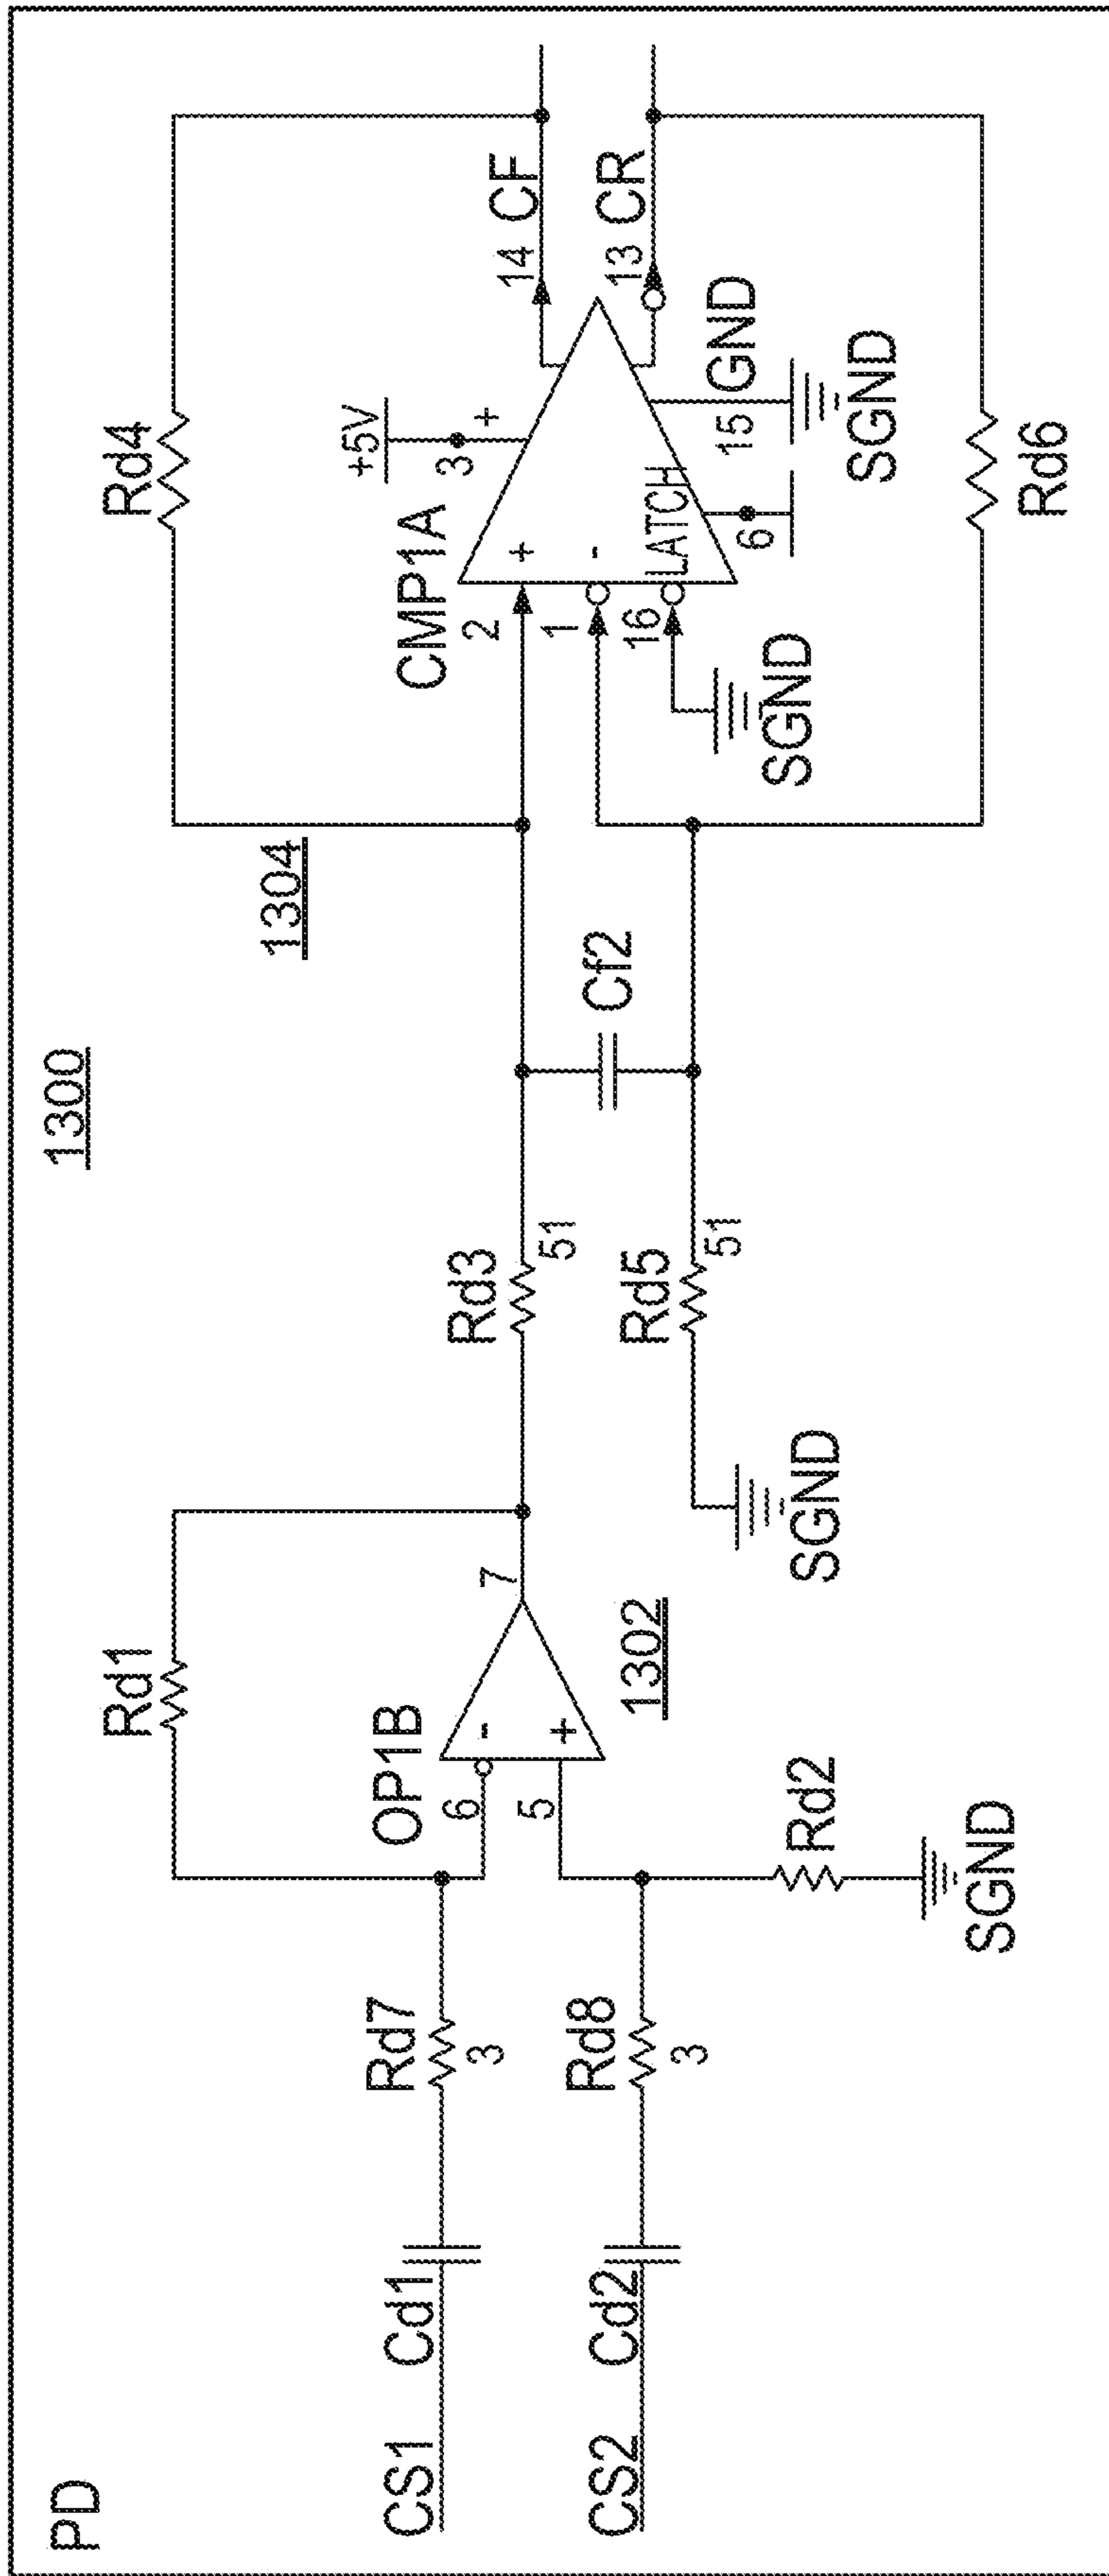 PD
1300
CS1
Cd1
Rd7
3
CS2
Cd2
Rd8
3
Rd1
OP1B
6
-
5
+
7
1302
Rd2
SGND
Rd3
51
Rd5
51
SGND
Cf2
1304
Rd4
CMP1A
2
+
1
-
16
LATCH
SGND
+5V
3
+
6
15
GND
SGND
14
CF
13
CR
Rd6